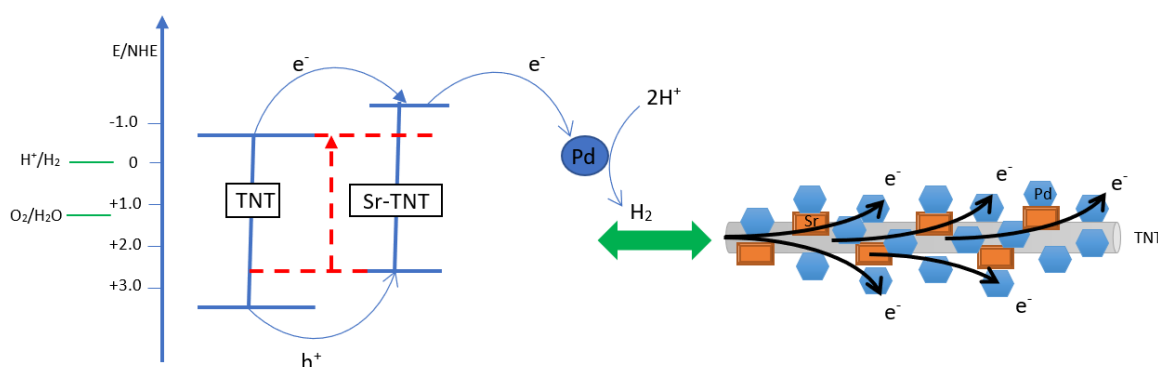 E/NHE
-1.0
0
+1.0
+2.0
+3.0
H⁺/H₂
O₂/H₂O
e⁻
e⁻
TNT
Sr-TNT
h⁺
Pd
2H⁺
H₂
e⁻
e⁻
e⁻
Pd
Sr
TNT
e⁻
e⁻